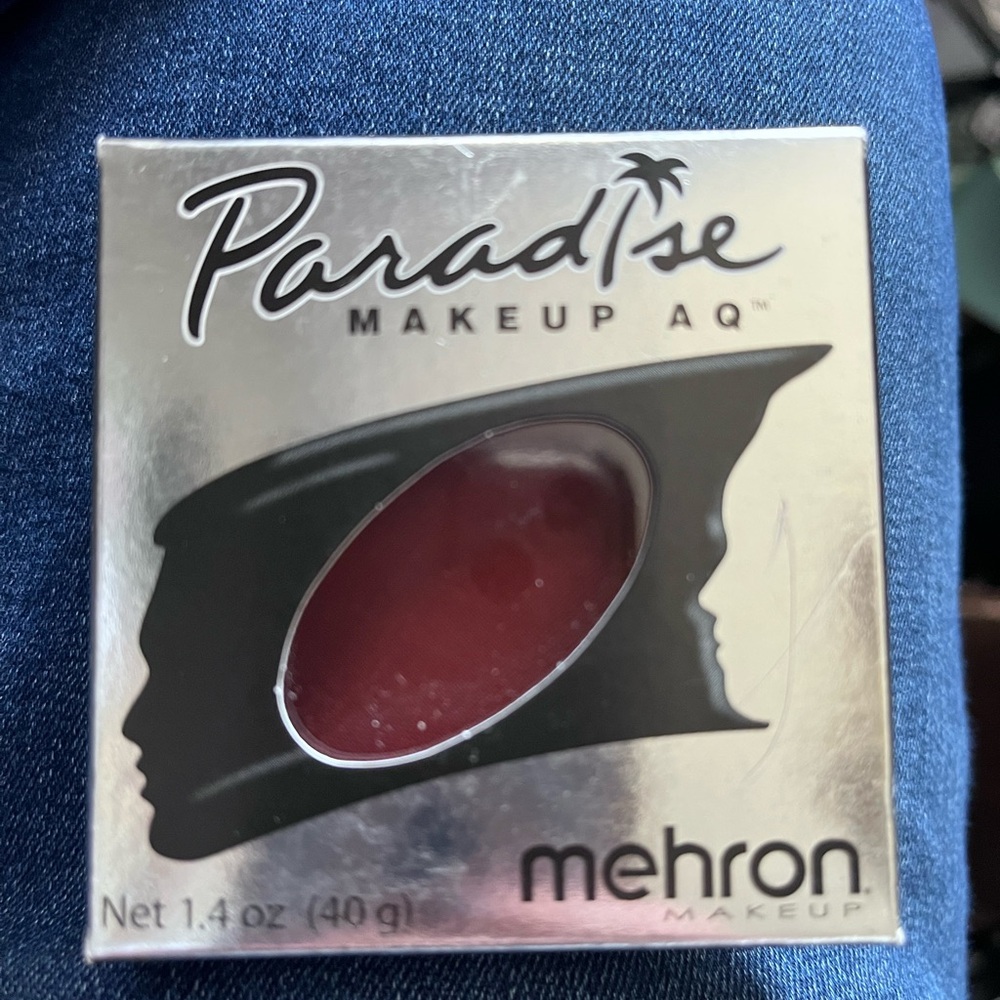 Paradise
MAKEUP AQ™
mehron.
MAKEUP
Net 1.4 oz (40 g)